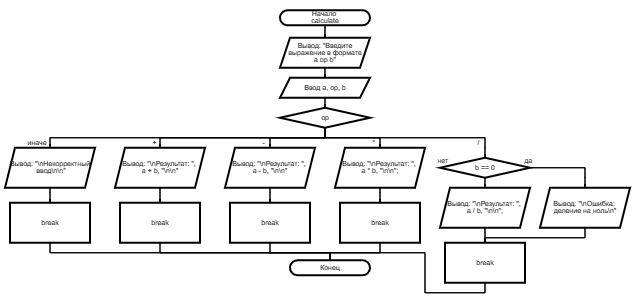 Начало
calculate
Вывод: "Введите
выражение в формате
a op b"
Ввод a, op, b
op
иначе
+
-
*
/
Вывод: "\nНекорректный
ввод\n\n"
Вывод: "\nРезультат: ",
a + b, "\n\n"
Вывод: "\nРезультат: ",
a - b, "\n\n"
Вывод: "\nРезультат: ",
a * b, "\n\n";
нет
b == 0
да
Вывод: "\nРезультат: ",
a / b, "\n\n";
Вывод: "\nОшибка:
деление на ноль\n"
break
break
break
break
break
Конец